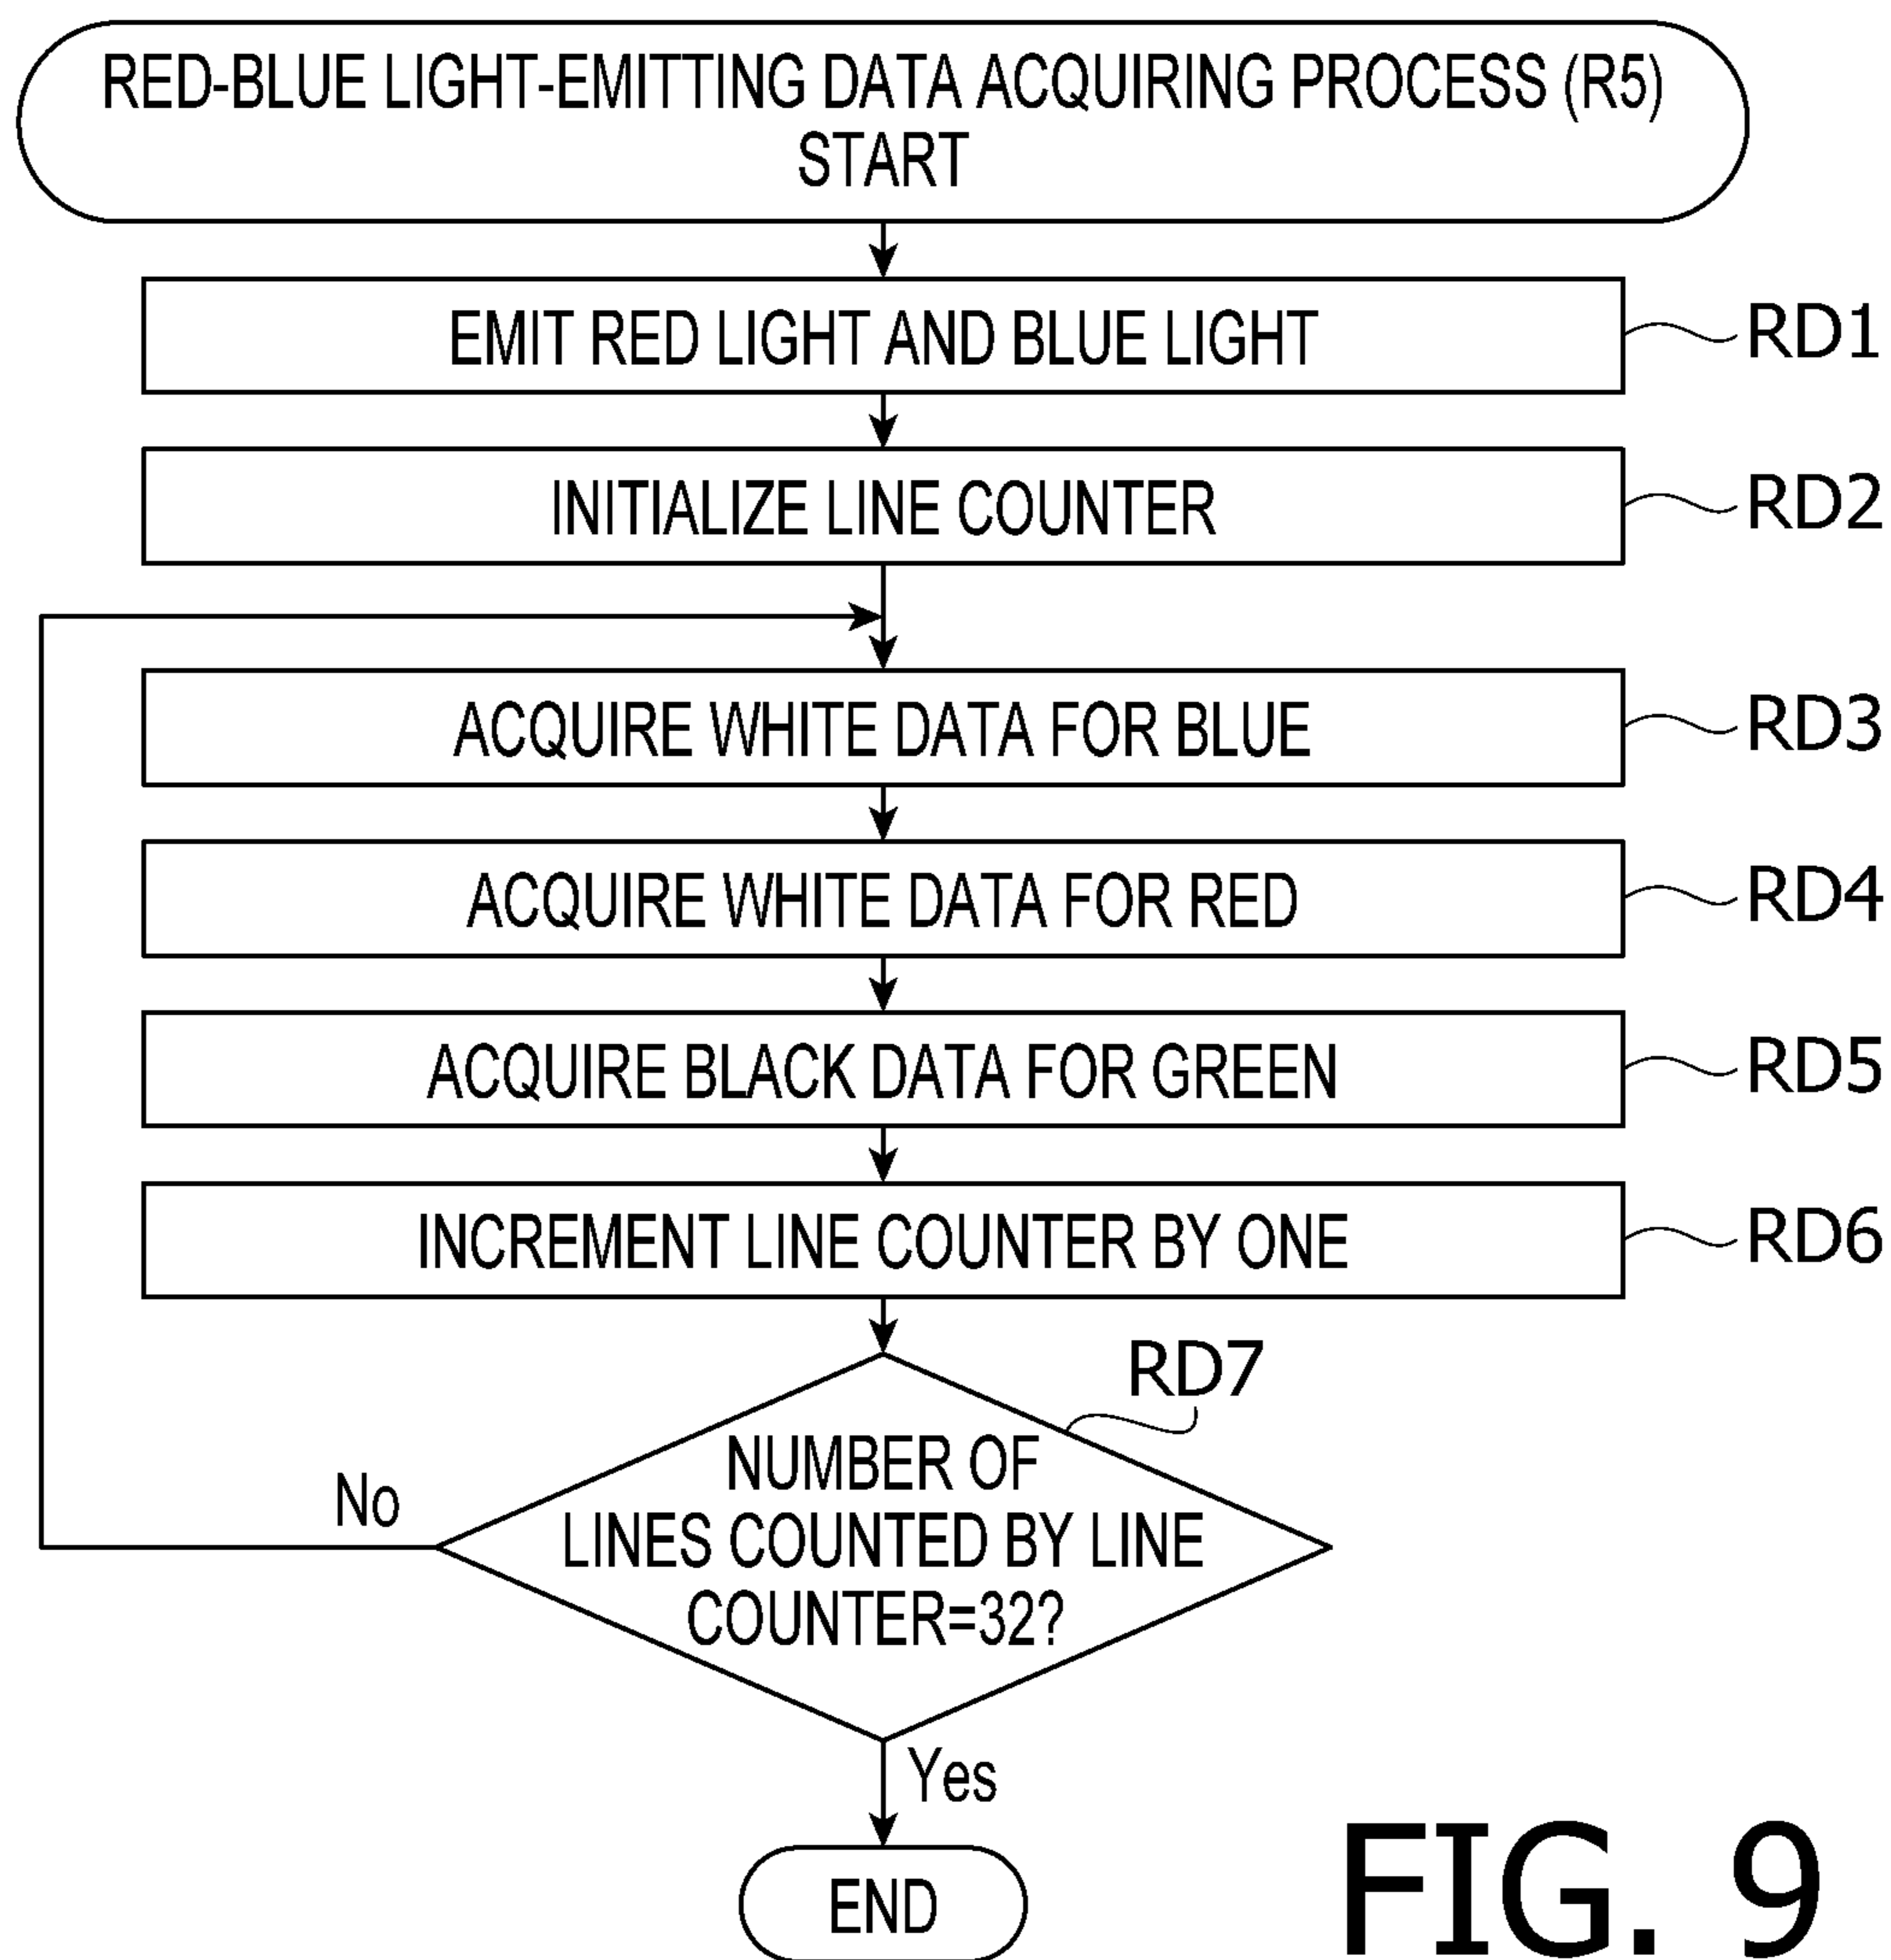 RED-BLUE LIGHT-EMITTING DATA ACQUIRING PROCESS (R5)
START
EMIT RED LIGHT AND BLUE LIGHT
RD1
INITIALIZE LINE COUNTER
RD2
ACQUIRE WHITE DATA FOR BLUE
RD3
ACQUIRE WHITE DATA FOR RED
RD4
ACQUIRE BLACK DATA FOR GREEN
RD5
INCREMENT LINE COUNTER BY ONE
RD6
RD7
NUMBER OF
LINES COUNTED BY LINE
COUNTER=32?
No
Yes
END
FIG. 9